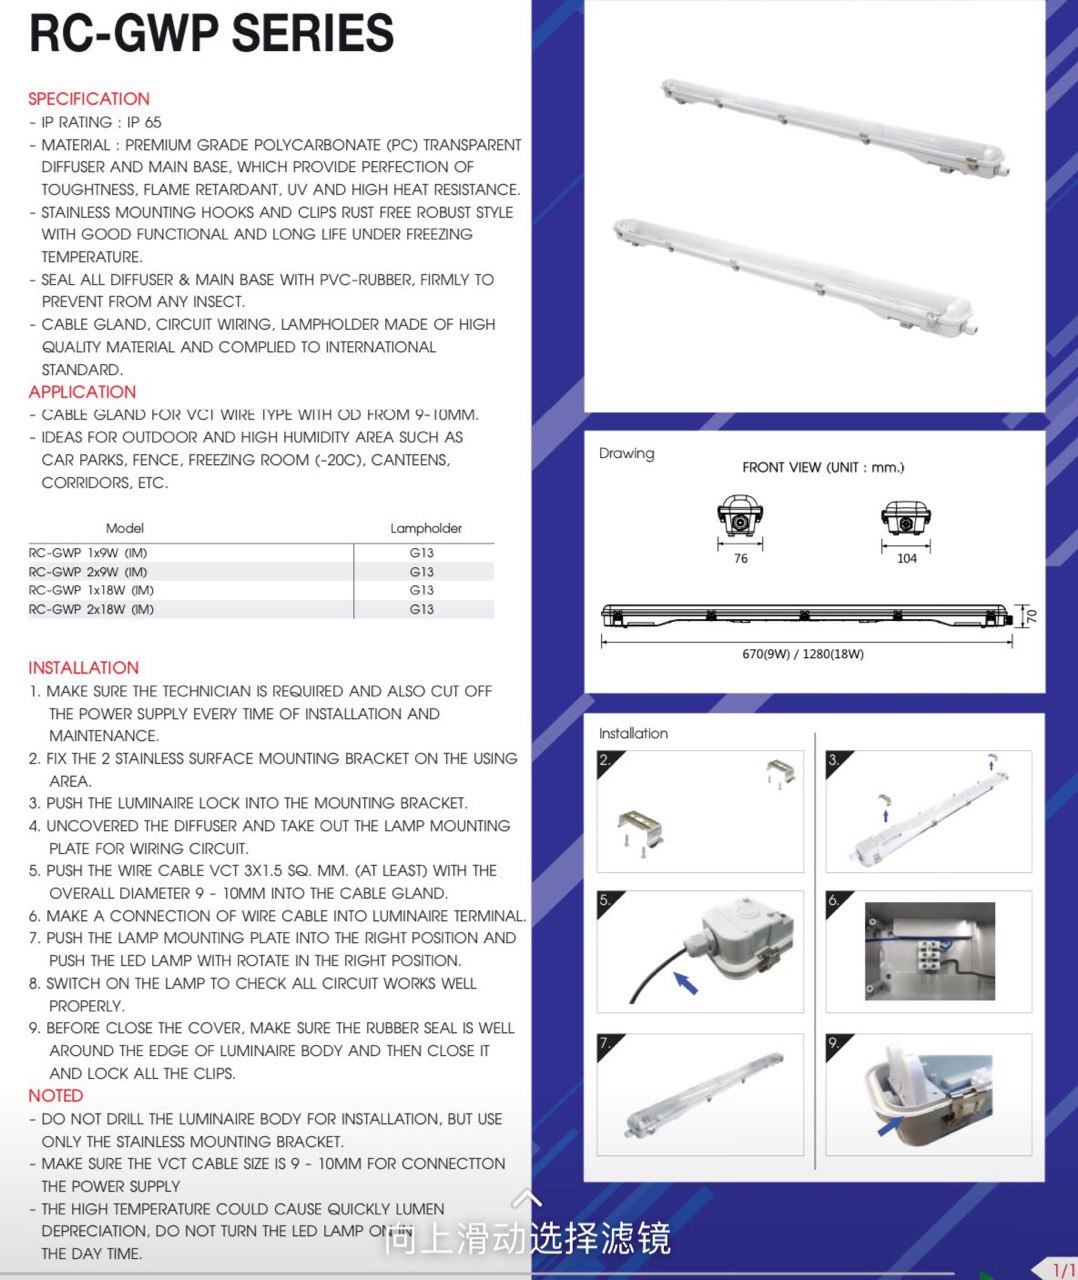 RC-GWP SERIES
SPECIFICATION
- IP RATING : IP 65
- MATERIAL : PREMIUM GRADE POLYCARBONATE (PC) TRANSPARENT
DIFFUSER AND MAIN BASE, WHICH PROVIDE PERFECTION OF
TOUGHTNESS, FLAME RETARDANT, UV AND HIGH HEAT RESISTANCE.
- STAINLESS MOUNTING HOOKS AND CLIPS RUST FREE ROBUST STYLE
WITH GOOD FUNCTIONAL AND LONG LIFE UNDER FREEZING
TEMPERATURE.
- SEAL ALL DIFFUSER & MAIN BASE WITH PVC-RUBBER, FIRMLY TO
PREVENT FROM ANY INSECT.
- CABLE GLAND, CIRCUIT WIRING, LAMPHOLDER MADE OF HIGH
QUALITY MATERIAL AND COMPLIED TO INTERNATIONAL
STANDARD.
APPLICATION
- CABLE GLAND FOR VCT WIRE TYPE WITH OD FROM 9-10MM.
- IDEAS FOR OUTDOOR AND HIGH HUMIDITY AREA SUCH AS
CAR PARKS, FENCE, FREEZING ROOM (-20C), CANTEENS,
CORRIDORS, ETC.
Model Lampholder
RC-GWP 1x9W (IM) G13
RC-GWP 2x9W (IM) G13
RC-GWP 1x18W (IM) G13
RC-GWP 2x18W (IM) G13
INSTALLATION
1. MAKE SURE THE TECHNICIAN IS REQUIRED AND ALSO CUT OFF
THE POWER SUPPLY EVERY TIME OF INSTALLATION AND
MAINTENANCE.
2. FIX THE 2 STAINLESS SURFACE MOUNTING BRACKET ON THE USING
AREA.
3. PUSH THE LUMINAIRE LOCK INTO THE MOUNTING BRACKET.
4. UNCOVERED THE DIFFUSER AND TAKE OUT THE LAMP MOUNTING
PLATE FOR WIRING CIRCUIT.
5. PUSH THE WIRE CABLE VCT 3X1.5 SQ. MM. (AT LEAST) WITH THE
OVERALL DIAMETER 9 - 10MM INTO THE CABLE GLAND.
6. MAKE A CONNECTION OF WIRE CABLE INTO LUMINAIRE TERMINAL.
7. PUSH THE LAMP MOUNTING PLATE INTO THE RIGHT POSITION AND
PUSH THE LED LAMP WITH ROTATE IN THE RIGHT POSITION.
8. SWITCH ON THE LAMP TO CHECK ALL CIRCUIT WORKS WELL
PROPERLY.
9. BEFORE CLOSE THE COVER, MAKE SURE THE RUBBER SEAL IS WELL
AROUND THE EDGE OF LUMINAIRE BODY AND THEN CLOSE IT
AND LOCK ALL THE CLIPS.
NOTED
- DO NOT DRILL THE LUMINAIRE BODY FOR INSTALLATION, BUT USE
ONLY THE STAINLESS MOUNTING BRACKET.
- MAKE SURE THE VCT CABLE SIZE IS 9 - 10MM FOR CONNECTTON
THE POWER SUPPLY
- THE HIGH TEMPERATURE COULD CAUSE QUICKLY LUMEN
DEPRECIATION, DO NOT TURN THE LED LAMP ON IN
THE DAY TIME.
Drawing
FRONT VIEW (UNIT : mm.)
76
104
70
670(9W) / 1280(18W)
Installation
2.
3.
5.
6.
7.
9.
向上滑动选择滤镜
1/1